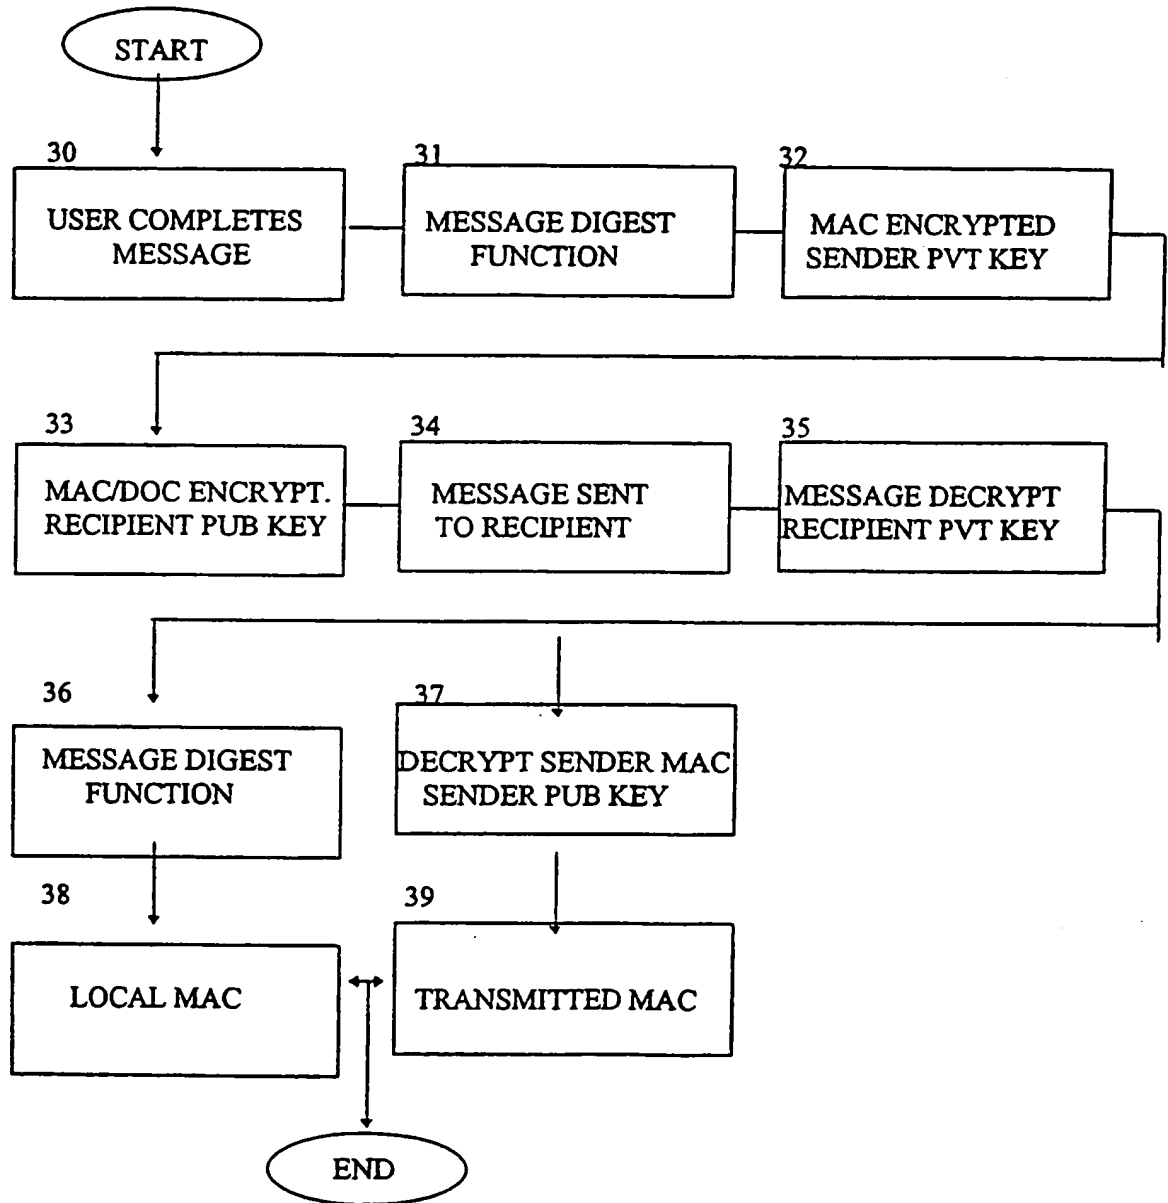 START
30
USER COMPLETES
MESSAGE
31
MESSAGE DIGEST
FUNCTION
32
MAC ENCRYPTED
SENDER PVT KEY
33
MAC/DOC ENCRYPT.
RECIPIENT PUB KEY
34
MESSAGE SENT
TO RECIPIENT
35
MESSAGE DECRYPT
RECIPIENT PVT KEY
36
MESSAGE DIGEST
FUNCTION
37
DECRYPT SENDER MAC
SENDER PUB KEY
38
LOCAL MAC
39
TRANSMITTED MAC
END